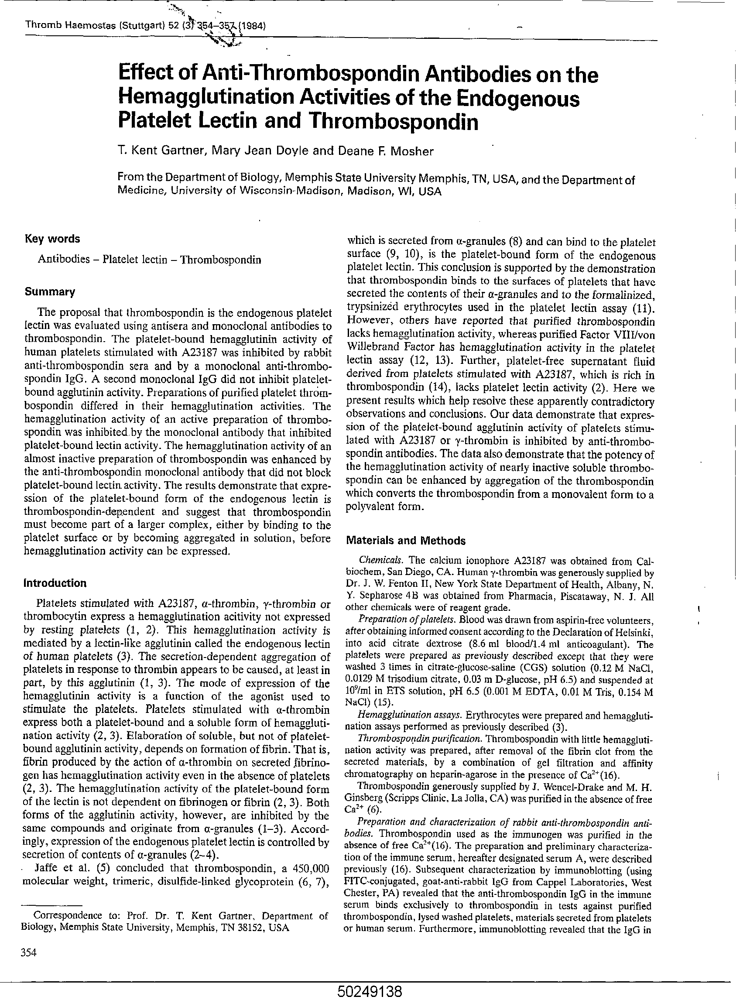 Thromb Haemostas (Stuttgart) 52 (3) 354–357 (1984)
Effect of Anti-Thrombospondin Antibodies on the
Hemagglutination Activities of the Endogenous
Platelet Lectin and Thrombospondin
T. Kent Gartner, Mary Jean Doyle and Deane F. Mosher
From the Department of Biology, Memphis State University Memphis, TN, USA, and the Department of
Medicine, University of Wisconsin-Madison, Madison, WI, USA
Key words
Antibodies – Platelet lectin – Thrombospondin
Summary
The proposal that thrombospondin is the endogenous platelet
lectin was evaluated using antisera and monoclonal antibodies to
thrombospondin. The platelet-bound hemagglutinin activity of
human platelets stimulated with A23187 was inhibited by rabbit
anti-thrombospondin sera and by a monoclonal anti-thrombo-
spondin IgG. A second monoclonal IgG did not inhibit platelet-
bound agglutinin activity. Preparations of purified platelet throm-
bospondin differed in their hemagglutination activities. The
hemagglutination activity of an active preparation of thrombo-
spondin was inhibited by the monoclonal antibody that inhibited
platelet-bound lectin activity. The hemagglutination activity of an
almost inactive preparation of thrombospondin was enhanced by
the anti-thrombospondin monoclonal antibody that did not block
platelet-bound lectin activity. The results demonstrate that expre-
ssion of the platelet-bound form of the endogenous lectin is
thrombospondin-dependent and suggest that thrombospondin
must become part of a larger complex, either by binding to the
platelet surface or by becoming aggregated in solution, before
hemagglutination activity can be expressed.
Introduction
Platelets stimulated with A23187, α-thrombin, γ-thrombin or
thrombocytin express a hemagglutination acitivity not expressed
by resting platelets (1, 2). This hemagglutination activity is
mediated by a lectin-like agglutinin called the endogenous lectin
of human platelets (3). The secretion-dependent aggregation of
platelets in response to thrombin appears to be caused, at least in
part, by this agglutinin (1, 3). The mode of expression of the
hemagglutinin activity is a function of the agonist used to
stimulate the platelets. Platelets stimulated with α-thrombin
express both a platelet-bound and a soluble form of hemaggluti-
nation activity (2, 3). Elaboration of soluble, but not of platelet-
bound agglutinin activity, depends on formation of fibrin. That is,
fibrin produced by the action of α-thrombin on secreted fibrino-
gen has hemagglutination activity even in the absence of platelets
(2, 3). The hemagglutination activity of the platelet-bound form
of the lectin is not dependent on fibrinogen or fibrin (2, 3). Both
forms of the agglutinin activity, however, are inhibited by the
same compounds and originate from α-granules (1–3). Accord-
ingly, expression of the endogenous platelet lectin is controlled by
secretion of contents of α-granules (2–4).
Jaffe et al. (5) concluded that thrombospondin, a 450,000
molecular weight, trimeric, disulfide-linked glycoprotein (6, 7),
Correspondence to: Prof. Dr. T. Kent Gartner, Department of
Biology, Memphis State University, Memphis, TN 38152, USA
354
which is secreted from α-granules (8) and can bind to the platelet
surface (9, 10), is the platelet-bound form of the endogenous
platelet lectin. This conclusion is supported by the demonstration
that thrombospondin binds to the surfaces of platelets that have
secreted the contents of their α-granules and to the formalinized,
trypsinized erythrocytes used in the platelet lectin assay (11).
However, others have reported that purified thrombospondin
lacks hemagglutination activity, whereas purified Factor VIII/von
Willebrand Factor has hemagglutination activity in the platelet
lectin assay (12, 13). Further, platelet-free supernatant fluid
derived from platelets stimulated with A23187, which is rich in
thrombospondin (14), lacks platelet lectin activity (2). Here we
present results which help resolve these apparently contradictory
observations and conclusions. Our data demonstrate that expres-
sion of the platelet-bound agglutinin activity of platelets stimu-
lated with A23187 or γ-thrombin is inhibited by anti-thrombo-
spondin antibodies. The data also demonstrate that the potency of
the hemagglutination activity of nearly inactive soluble thrombo-
spondin can be enhanced by aggregation of the thrombospondin
which converts the thrombospondin from a monovalent form to a
polyvalent form.
Materials and Methods
Chemicals. The calcium ionophore A23187 was obtained from Cal-
biochem, San Diego, CA. Human γ-thrombin was generously supplied by
Dr. J. W. Fenton II, New York State Department of Health, Albany, N.
Y. Sepharose 4B was obtained from Pharmacia, Piscataway, N. J. All
other chemicals were of reagent grade.
Preparation of platelets. Blood was drawn from aspirin-free volunteers,
after obtaining informed consent according to the Declaration of Helsinki,
into acid citrate dextrose (8.6 ml blood/1.4 ml anticoagulant). The
platelets were prepared as previously described except that they were
washed 3 times in citrate-glucose-saline (CGS) solution (0.12 M NaCl,
0.0129 M trisodium citrate, 0.03 m D-glucose, pH 6.5) and suspended at
10⁹/ml in ETS solution, pH 6.5 (0.001 M EDTA, 0.01 M Tris, 0.154 M
NaCl) (15).
Hemagglutination assays. Erythrocytes were prepared and hemaggluti-
nation assays performed as previously described (3).
Thrombospondin purification. Thrombospondin with little hemaggluti-
nation activity was prepared, after removal of the fibrin clot from the
secreted materials, by a combination of gel filtration and affinity
chromatography on heparin-agarose in the presence of Ca²⁺(16).
Thrombospondin generously supplied by J. Wencel-Drake and M. H.
Ginsberg (Scripps Clinic, La Jolla, CA) was purified in the absence of free
Ca²⁺ (6).
Preparation and characterization of rabbit anti-thrombospondin anti-
bodies. Thrombospondin used as the immunogen was purified in the
absence of free Ca²⁺(16). The preparation and preliminary characteriza-
tion of the immune serum, hereafter designated serum A, were described
previously (16). Subsequent characterization by immunoblotting (using
FITC-conjugated, goat-anti-rabbit IgG from Cappel Laboratories, West
Chester, PA) revealed that the anti-thrombospondin IgG in the immune
serum binds exclusively to thrombospondin in tests against purified
thrombospondin, lysed washed platelets, materials secreted from platelets
or human serum. Furthermore, immunoblotting revealed that the IgG in
50249138